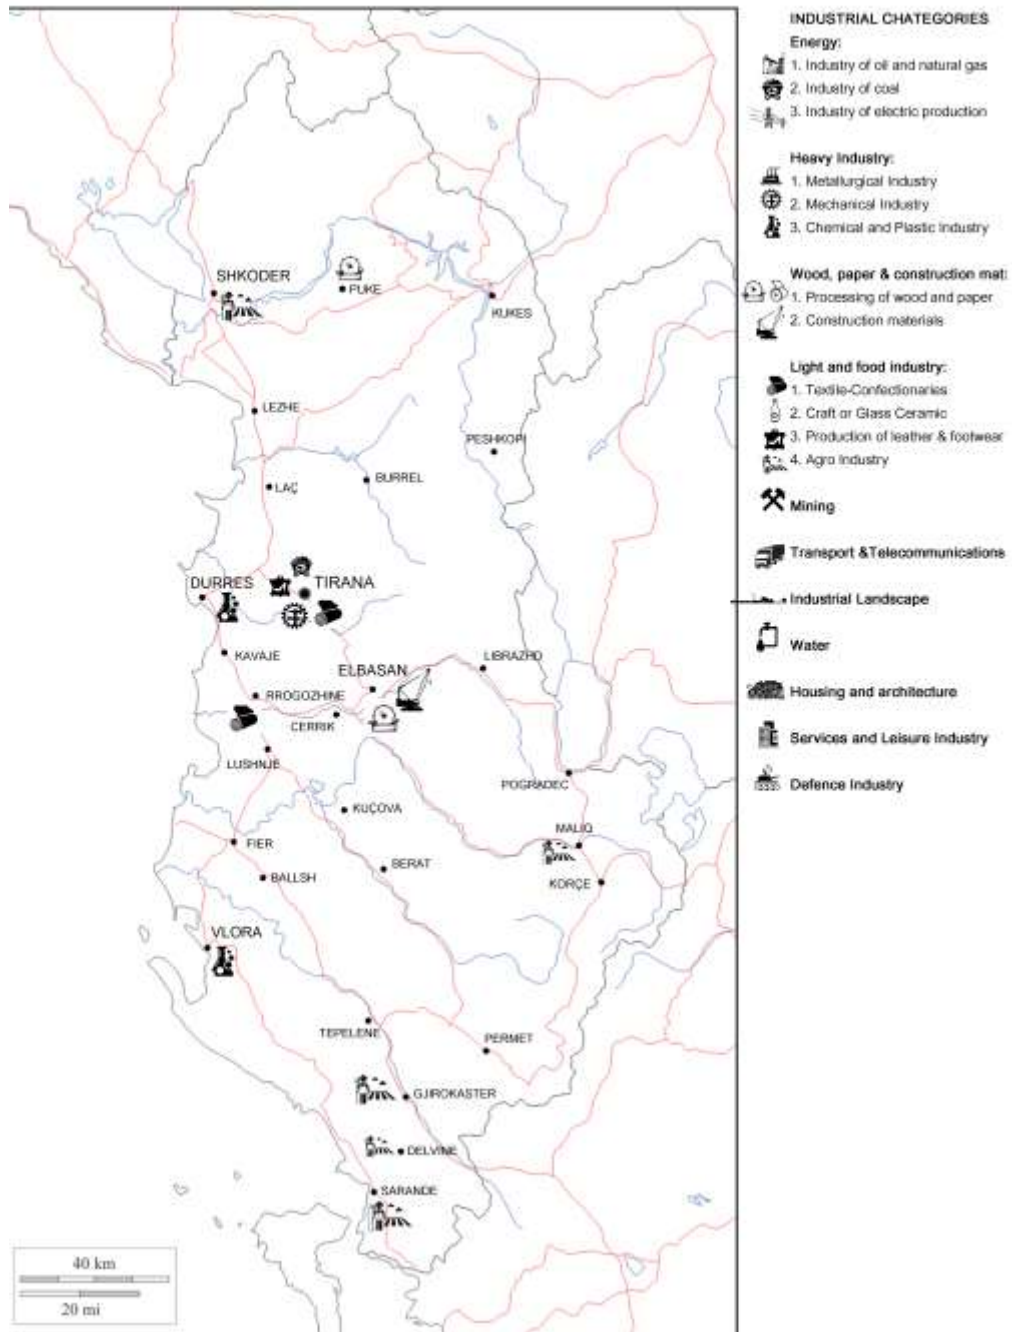 INDUSTRIAL CHATEGORIES
Energy:
1. Industry of oil and natural gas
2. Industry of coal
3. Industry of electric production
Heavy Industry:
1. Metallurgical Industry
2. Mechanical Industry
3. Chemical and Plastic Industry
Wood, paper & construction mat:
1. Processing of wood and paper
2. Construction materials
Light and food industry:
1. Textile-Confectionaries
2. Craft or Glass Ceramic
3. Production of leather & footwear
4. Agro Industry
Mining
Transport &Telecommunications
Industrial Landscape
Water
Housing and architecture
Services and Leisure Industry
Defence Industry
SHKODER
PUKE
KUKES
LEZHE
PESHKOPI
BURREL
LAÇ
DURRES
TIRANA
KAVAJE
ELBASAN
LIBRAZHD
RROGOZHINE
CERRIK
LUSHNJE
POGRADEC
KUÇOVA
MALIQ
FIER
BERAT
BALLSH
KORÇE
VLORA
TEPELENE
PERMET
GJIROKASTER
DELVINE
SARANDE
40 km
20 mi